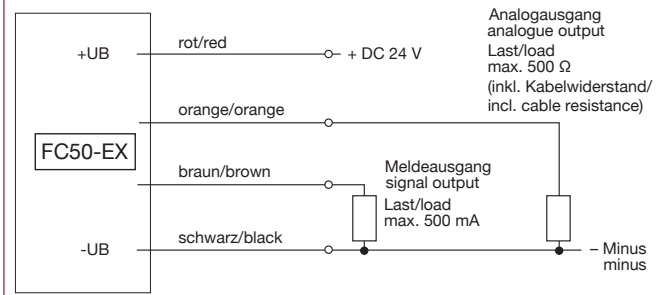 +UB
rot/red
+ DC 24 V
Analogausgang
analogue output
Last/load
max. 500 Ω
(inkl. Kabelwiderstand/
incl. cable resistance)
orange/orange
FC50-EX
braun/brown
Meldeausgang
signal output
Last/load
max. 500 mA
-UB
schwarz/black
– Minus
minus